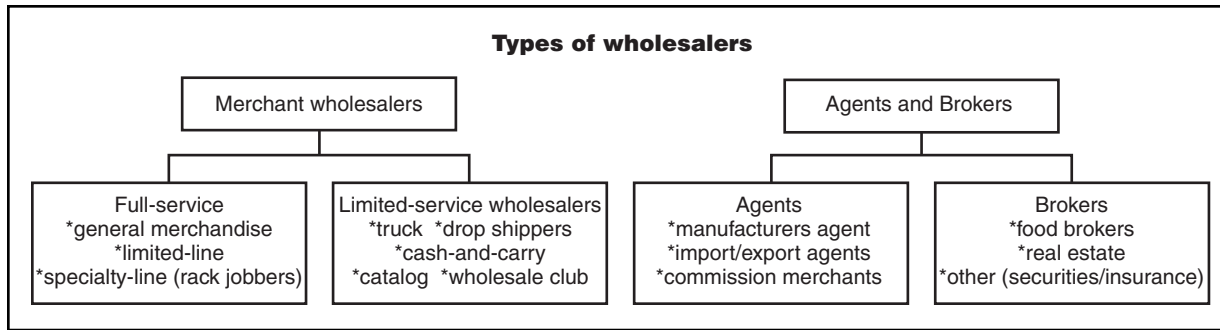 Types of wholesalers
Merchant wholesalers
Agents and Brokers
Full-service
*general merchandise
*limited-line
*specialty-line (rack jobbers)
Limited-service wholesalers
*truck *drop shippers
*cash-and-carry
*catalog *wholesale club
Agents
*manufacturers agent
*import/export agents
*commission merchants
Brokers
*food brokers
*real estate
*other (securities/insurance)